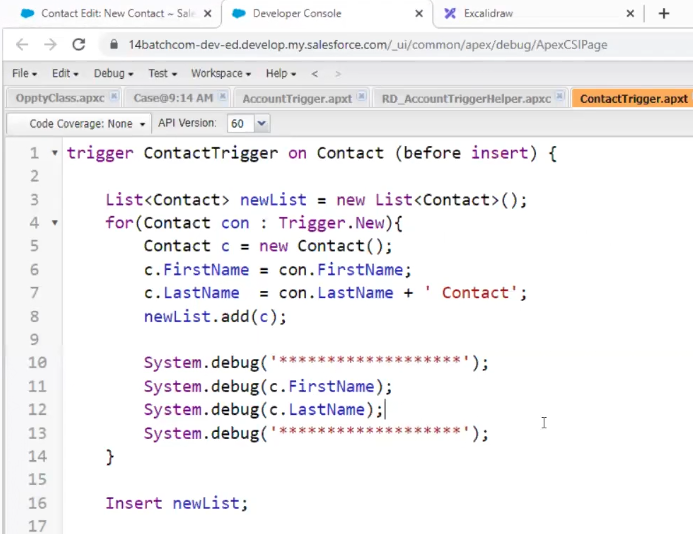 Contact Edit: New Contact ~ Sale
Developer Console
Excalidraw
14batchcom-dev-ed.develop.my.salesforce.com/_ui/common/apex/debug/ApexCSIPage
File Edit Debug Test Workspace Help < >
OpptyClass.apxc Case@9:14 AM AccountTrigger.apxt RD_AccountTriggerHelper.apxc ContactTrigger.apxt
Code Coverage: None API Version: 60
1 trigger ContactTrigger on Contact (before insert) {
2
3 List<Contact> newList = new List<Contact>();
4 for(Contact con : Trigger.New){
5 Contact c = new Contact();
6 c.FirstName = con.FirstName;
7 c.LastName  = con.LastName + ' Contact';
8 newList.add(c);
9
10 System.debug('*******************');
11 System.debug(c.FirstName);
12 System.debug(c.LastName);
13 System.debug('*******************');
14 }
15
16 Insert newList;
17